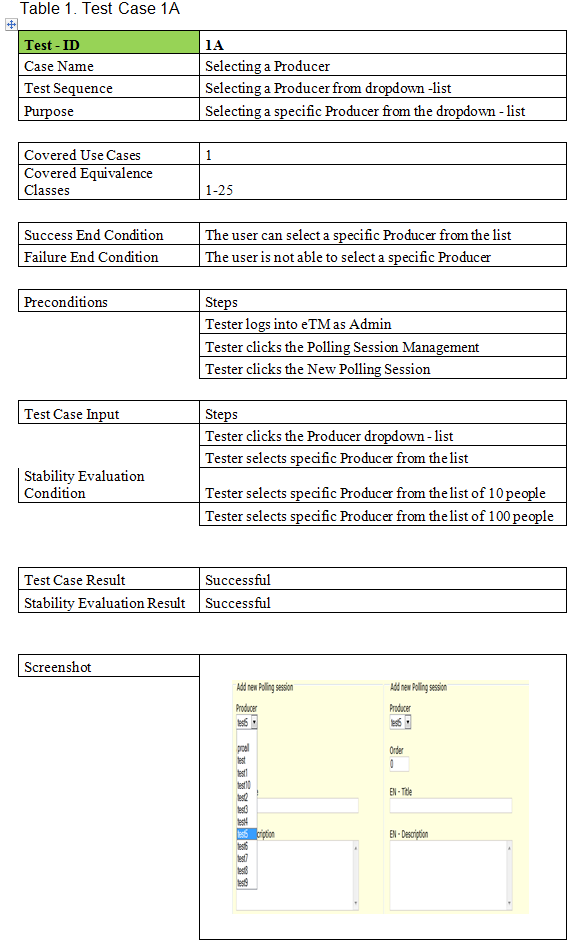 Table 1. Test Case 1A
Test - ID 1A
Case Name Selecting a Producer
Test Sequence Selecting a Producer from dropdown -list
Purpose Selecting a specific Producer from the dropdown - list
Covered Use Cases 1
Covered Equivalence
Classes 1-25
Success End Condition The user can select a specific Producer from the list
Failure End Condition The user is not able to select a specific Producer
Preconditions Steps
Tester logs into eTM as Admin
Tester clicks the Polling Session Management
Tester clicks the New Polling Session
Test Case Input Steps
Tester clicks the Producer dropdown - list
Tester selects specific Producer from the list
Stability Evaluation
Condition Tester selects specific Producer from the list of 10 people
Tester selects specific Producer from the list of 100 people
Test Case Result Successful
Stability Evaluation Result Successful
Screenshot
Add new Polling session
Producer
test5
proall
test
test1
test10
test2
test3
test4
test5 cription
test6
test7
test8
test9
Add new Polling session
Producer
test5
Order
0
EN - Title
EN - Description